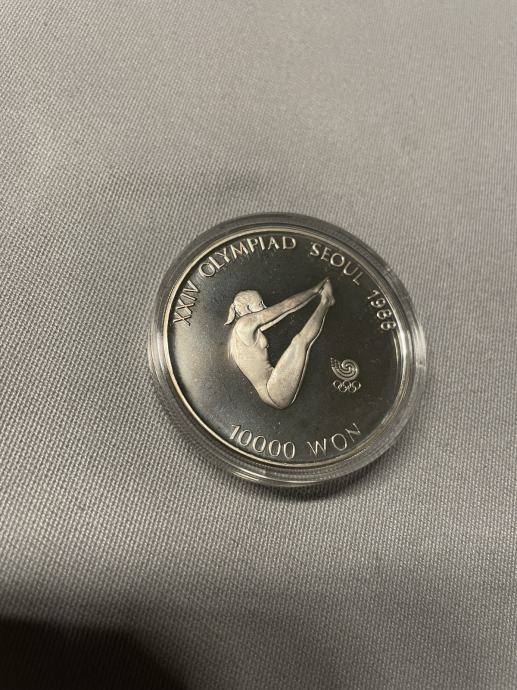 XXIV OLYMPIAD SEOUL 1988
10000 WON